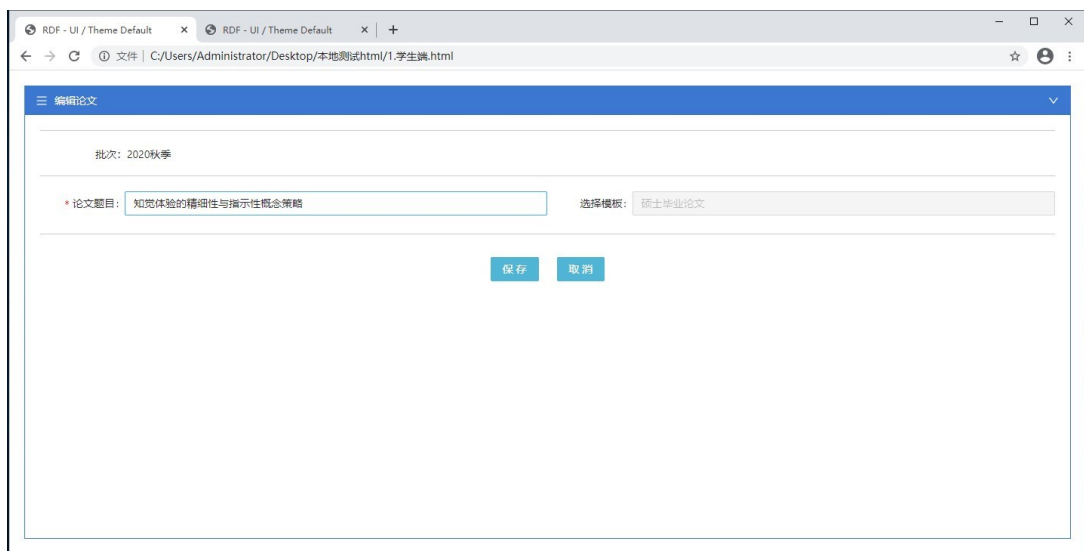 RDF - UI / Theme Default
RDF - UI / Theme Default
文件 | C:/Users/Administrator/Desktop/本地测试html/1.学生端.html
编辑论文
批次: 2020秋季
* 论文题目: 知觉体验的精细性与指示性概念策略 选择模板: 硕士毕业论文
保存 取消